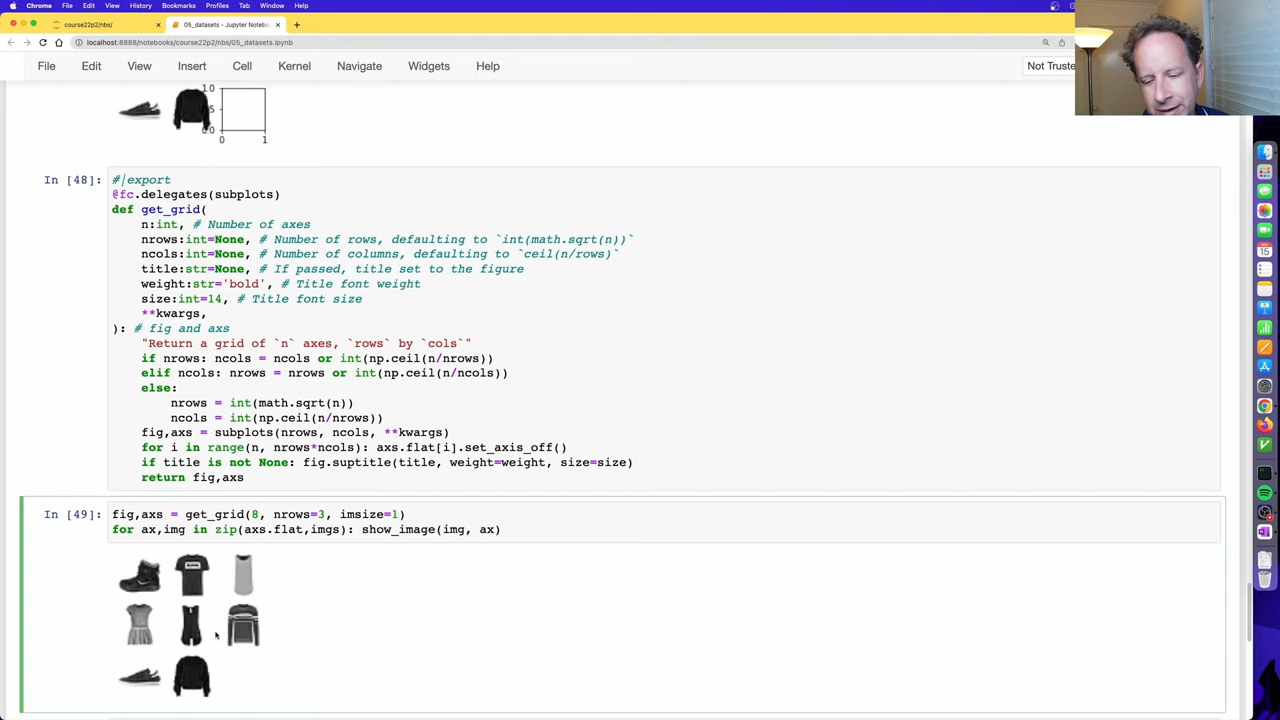 Chrome File Edit View History Bookmarks Profiles Tab Window Help
course22p2/nbs/
05_datasets - Jupyter Notebo
localhost:8888/notebooks/course22p2/nbs/05_datasets.ipynb
File Edit View Insert Cell Kernel Navigate Widgets Help
Not Truste
1.0
0.0
0 1
In [48]:
#|export
@fc.delegates(subplots)
def get_grid(
n:int, # Number of axes
nrows:int=None, # Number of rows, defaulting to `int(math.sqrt(n))`
ncols:int=None, # Number of columns, defaulting to `ceil(n/rows)`
title:str=None, # If passed, title set to the figure
weight:str='bold', # Title font weight
size:int=14, # Title font size
**kwargs,
): # fig and axs
"Return a grid of `n` axes, `rows` by `cols`"
if nrows: ncols = ncols or int(np.ceil(n/nrows))
elif ncols: nrows = nrows or int(np.ceil(n/ncols))
else:
nrows = int(math.sqrt(n))
ncols = int(np.ceil(n/nrows))
fig,axs = subplots(nrows, ncols, **kwargs)
for i in range(n, nrows*ncols): axs.flat[i].set_axis_off()
if title is not None: fig.suptitle(title, weight=weight, size=size)
return fig,axs
In [49]:
fig,axs = get_grid(8, nrows=3, imsize=1)
for ax,img in zip(axs.flat,imgs): show_image(img, ax)